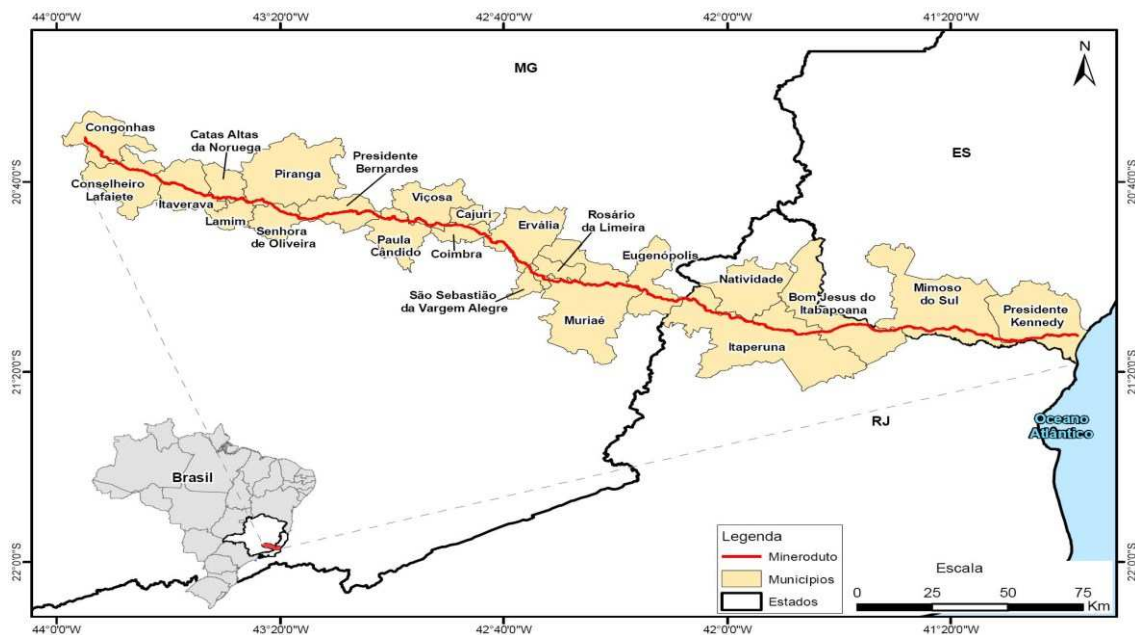 44°0'0"W
43°20'0"W
42°40'0"W
42°0'0"W
41°20'0"W
MG
N
ES
20°40'0"S
20°40'0"S
Congonhas
Catas Altas
da Noruega
Piranga
Presidente
Bernardes
Conselheiro
Lafaiete
Itaverava
Lamim
Senhora
de Oliveira
Viçosa
Cajuri
Paula
Cândido
Coimbra
Ervália
Rosário
da Limeira
São Sebastião
da Vargem Alegre
Muriaé
Eugenópolis
Natividade
Bom Jesus do
Itabapoana
Itaperuna
Mimoso
do Sul
Presidente
Kennedy
21°20'0"S
21°20'0"S
RJ
Oceano
Atlântico
Brasil
22°0'0"S
22°0'0"S
Legenda
Mineroduto
Municípios
Estados
Escala
0 25 50 75
Km
44°0'0"W
43°20'0"W
42°40'0"W
42°0'0"W
41°20'0"W